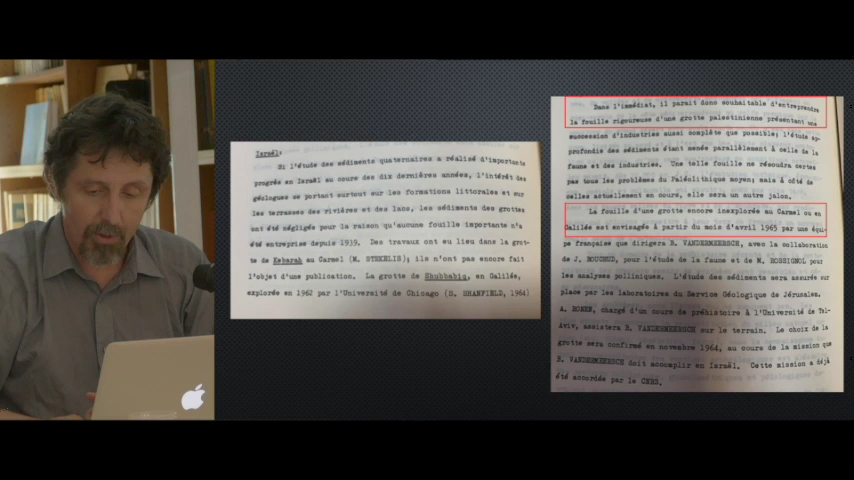 Israël:
Si l'étude des sédiments quaternaires a réalisé d'importants
progrès en Israël au cours des dix dernières années, l'intérêt des
géologues se portant surtout sur les formations littorales et sur
les terrasses des rivières et des lacs, les sédiments des grottes
ont été négligés pour la raison qu'aucune fouille importante n'a
été entreprise depuis 1939. Des travaux ont eu lieu dans la grot-
te de Kebarah au Carmel (M. STEKELIS); ils n'ont pas encore fait
l'objet d'une publication. La grotte de Shubbabiq, en Galilée,
explorée en 1962 par l'Université de Chicago (S. SHANFIELD, 1964)
Dans l'immédiat, il parait donc souhaitable d'entreprendre
la fouille rigoureuse d'une grotte palestinienne présentant une
succession d'industries aussi complète que possible; l'étude ap-
profondie des sédiments étant menée parallèlement à celle de la
faune et des industries. Une telle fouille ne résoudra certes
pas tous les problèmes du Paléolithique moyen; mais à côté de
celles actuellement en cours, elle sera un autre jalon.
La fouille d'une grotte encore inexplorée au Carmel ou en
Galilée est envisagée à partir du mois d'avril 1965 par une équi-
pe française que dirigera B. VANDERMEERSCH, avec la collaboration
de J. BOUCHUD, pour l'étude de la faune et de M. ROSSIGNOL pour
les analyses polliniques. L'étude des sédiments sera assurée sur
place par les laboratoires du Service Géologique de Jérusalem.
A. RONEN, chargé d'un cours de préhistoire à l'Université de Tel-
Aviv, assistera B. VANDERMEERSCH sur le terrain. Le choix de la
grotte sera confirmé en novembre 1964, au cours de la mission que
B. VANDERMEERSCH doit accomplir en Israël. Cette mission a déjà
été accordée par le CNRS.